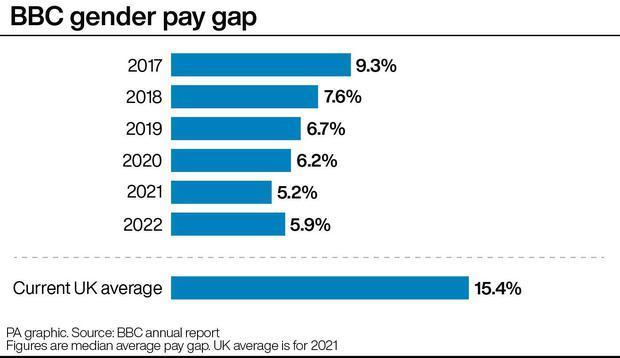 BBC gender pay gap
2017 9.3%
2018 7.6%
2019 6.7%
2020 6.2%
2021 5.2%
2022 5.9%
Current UK average 15.4%
PA graphic. Source: BBC annual report
Figures are median average pay gap. UK average is for 2021